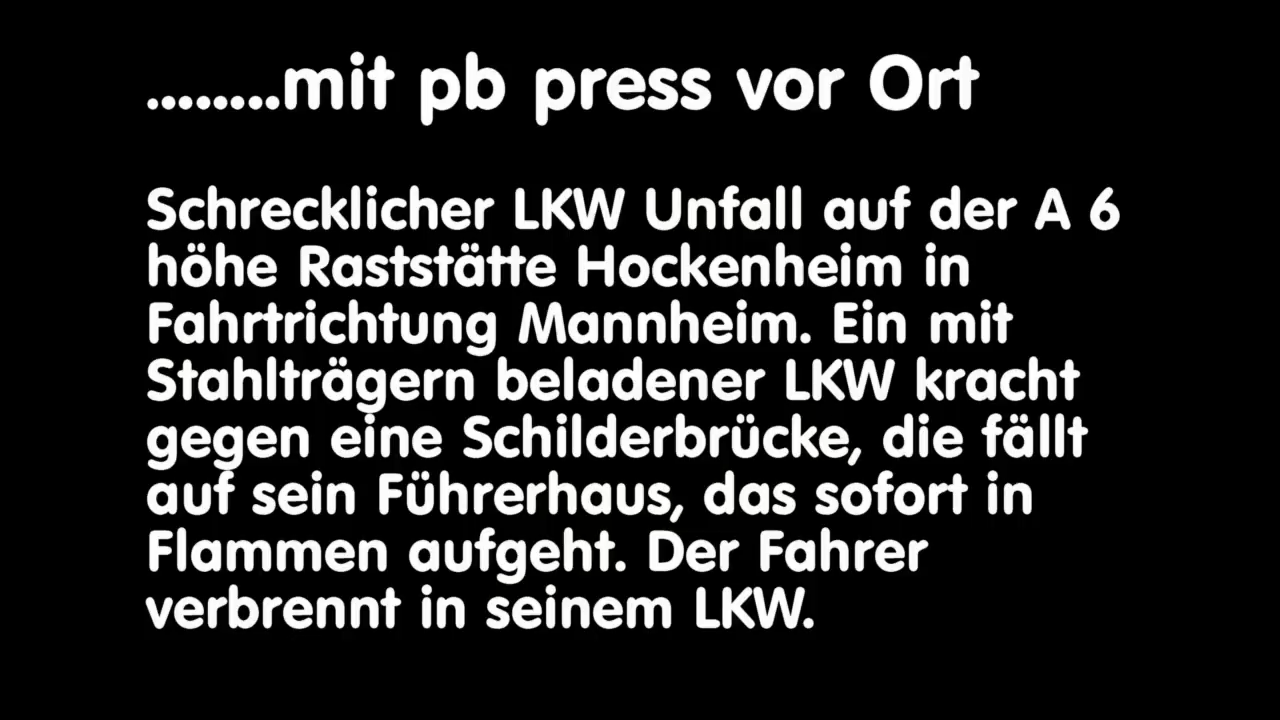 ........mit pb press vor Ort
Schrecklicher LKW Unfall auf der A 6
höhe Raststätte Hockenheim in
Fahrtrichtung Mannheim. Ein mit
Stahlträgern beladener LKW kracht
gegen eine Schilderbrücke, die fällt
auf sein Führerhaus, das sofort in
Flammen aufgeht. Der Fahrer
verbrennt in seinem LKW.